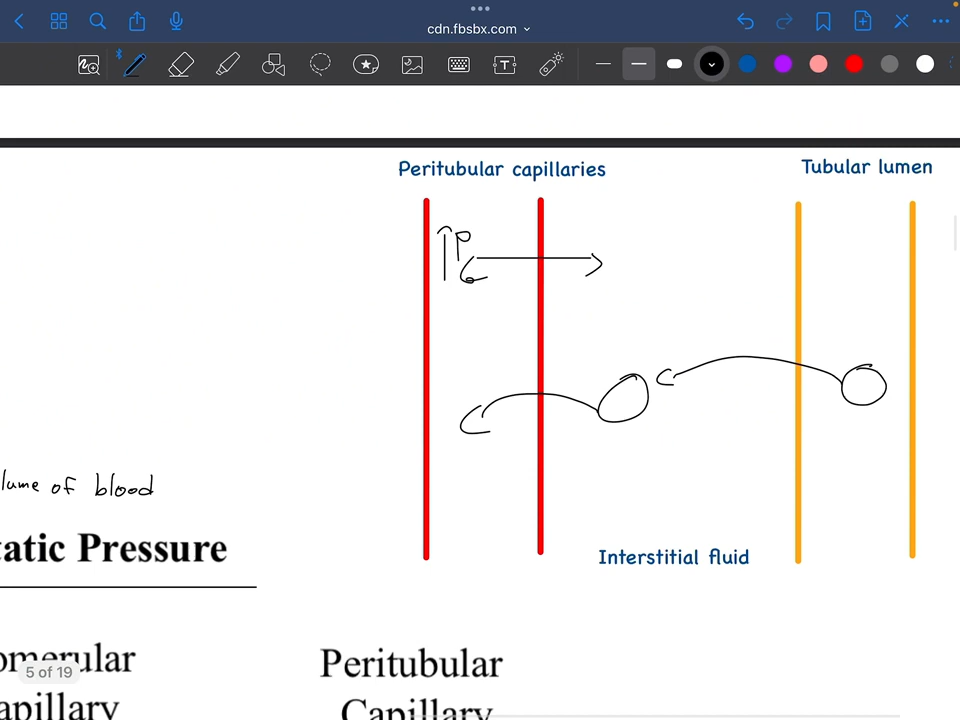 cdn.fbsbx.com
Peritubular capillaries
Tubular lumen
↑P
lume of blood
tatic Pressure
Interstitial fluid
omerular
apillary
Peritubular
Capillary
5 of 19